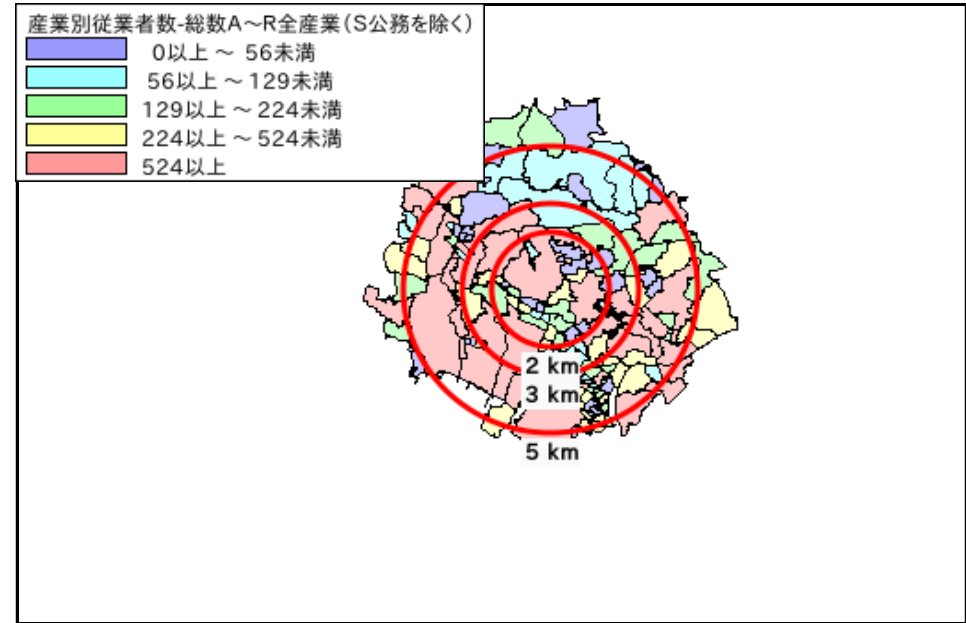 産業別従業者数-総数A～R全産業(S公務を除く)
0以上 ～ 56未満
56以上 ～ 129未満
129以上 ～ 224未満
224以上 ～ 524未満
524以上
2 km
3 km
5 km